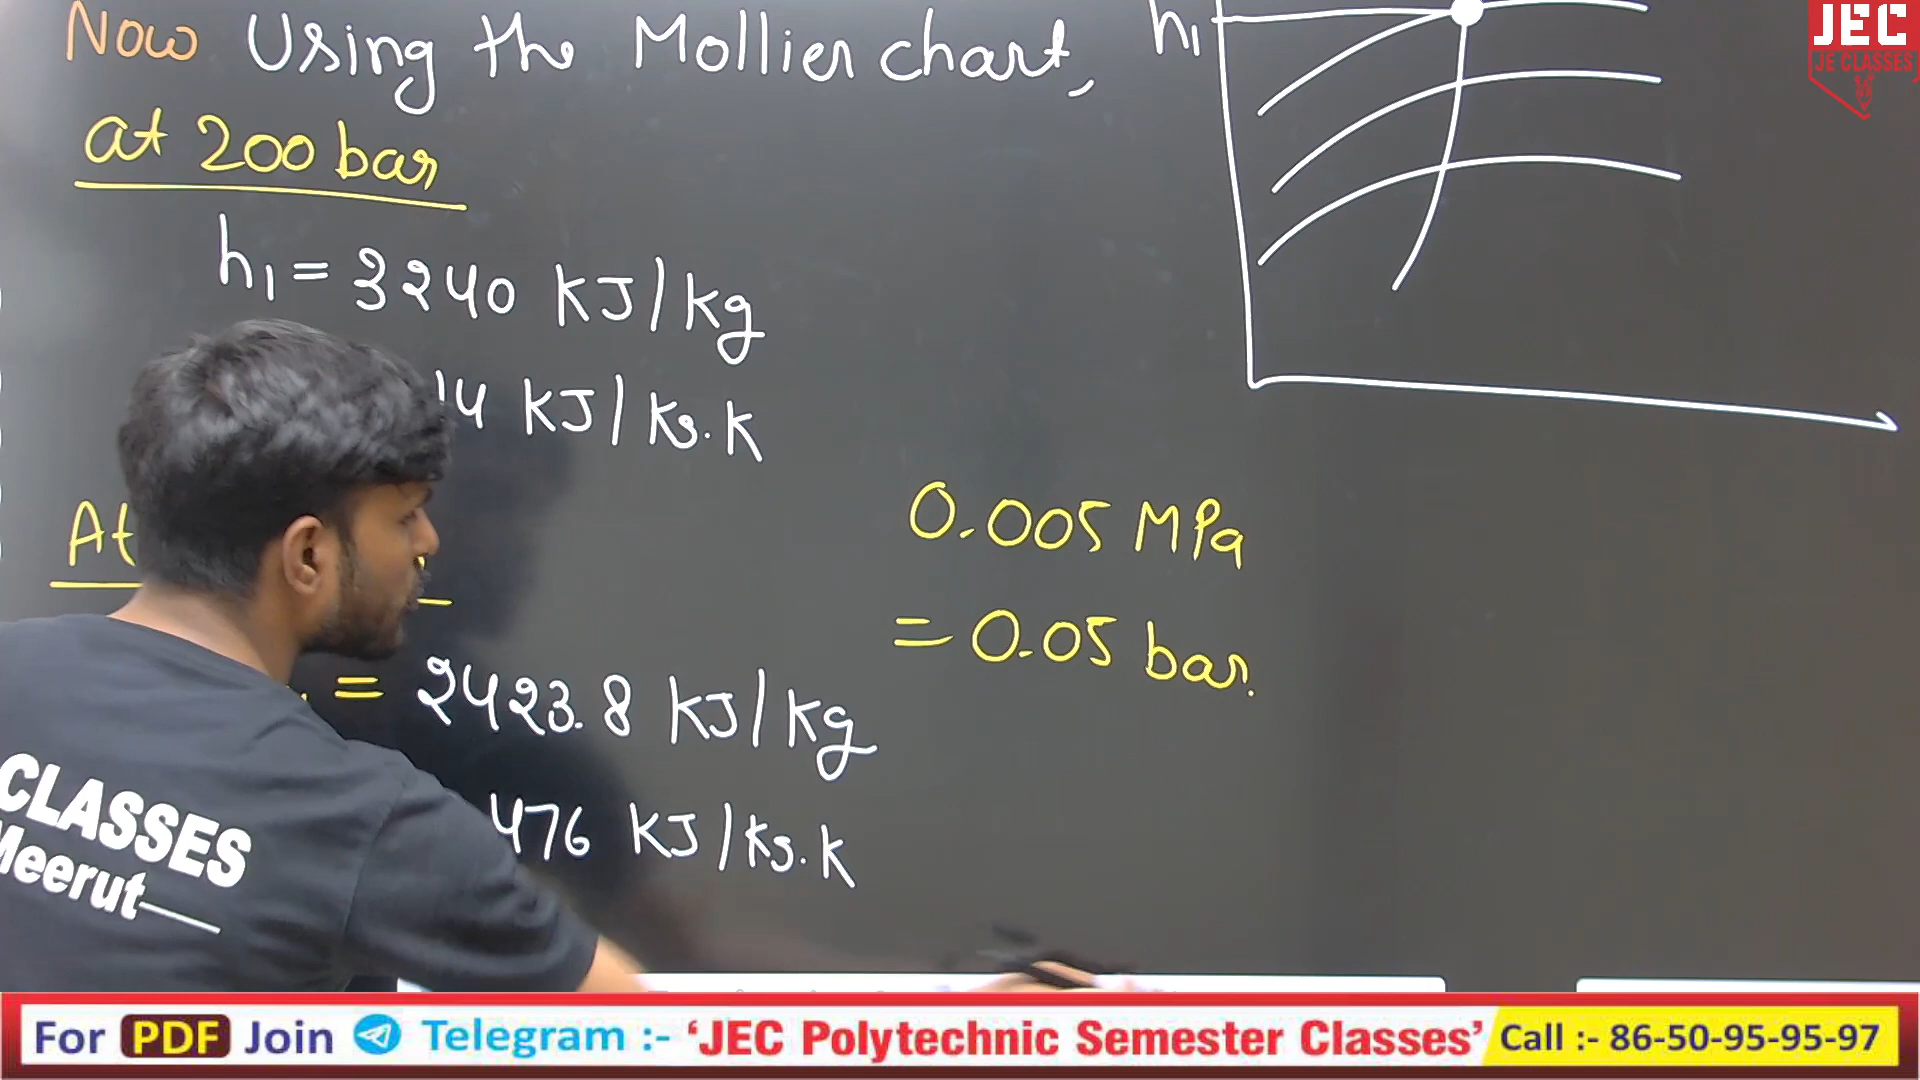 Now Using the Mollier chart,
at 200 bar
h₁ = 3240 KJ/kg
14 KJ/kg.K
At
= 2423.8 KJ/kg
476 KJ/kg.K
h₁
0.005 MPa
= 0.05 bar.
JEC
JE CLASSES
CLASSES
Meerut
For PDF Join Telegram :- 'JEC Polytechnic Semester Classes'
Call :- 86-50-95-95-97